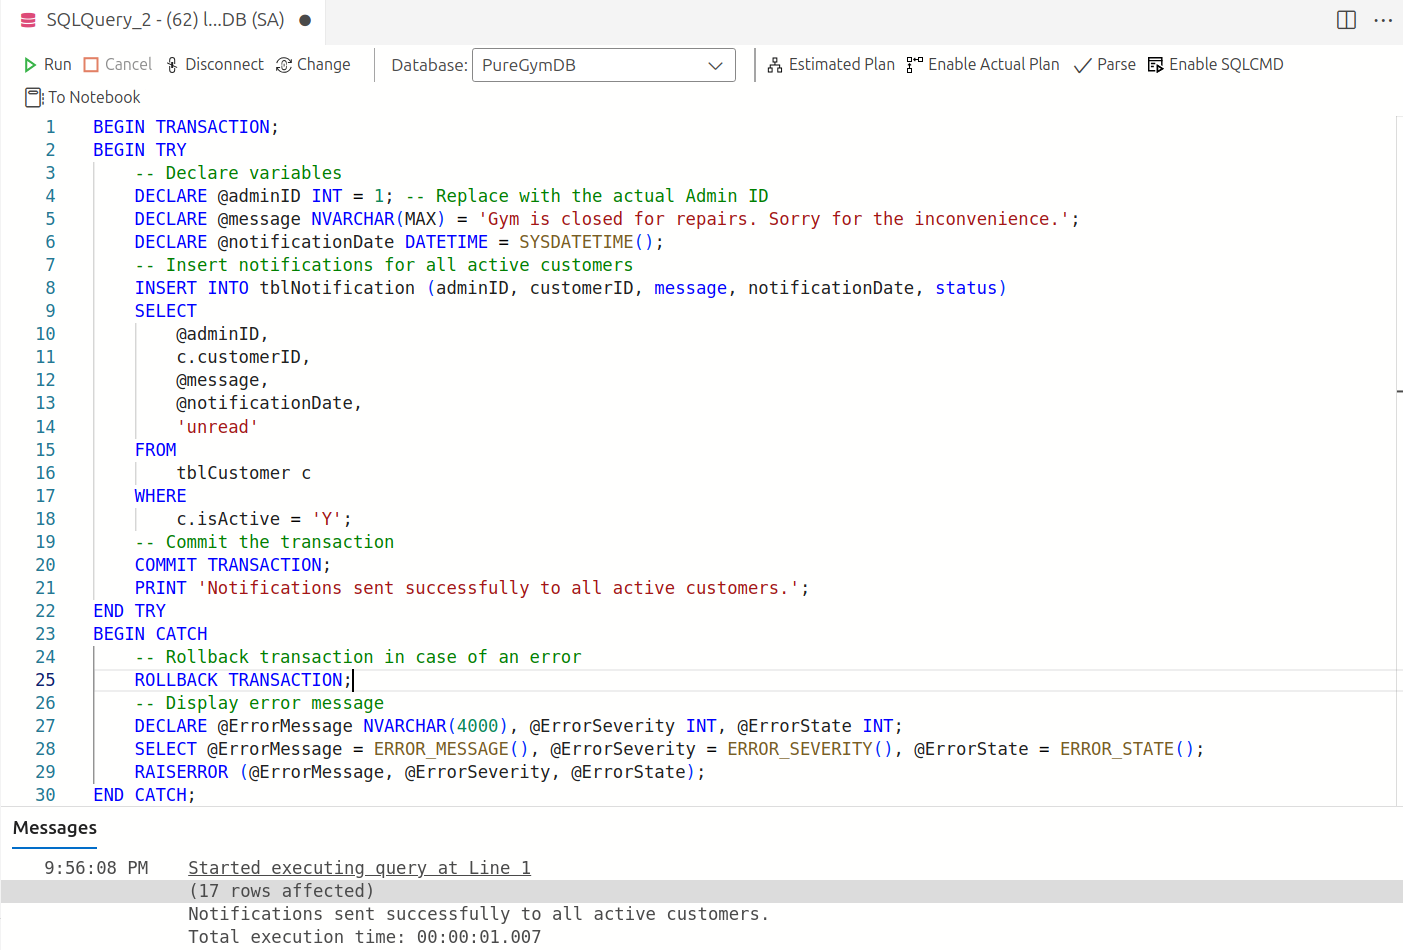 SQLQuery_2 - (62) l...DB (SA) ●
Run Cancel Disconnect Change Database: PureGymDB Estimated Plan Enable Actual Plan Parse Enable SQLCMD
To Notebook
1 BEGIN TRANSACTION;
2 BEGIN TRY
3 -- Declare variables
4 DECLARE @adminID INT = 1; -- Replace with the actual Admin ID
5 DECLARE @message NVARCHAR(MAX) = 'Gym is closed for repairs. Sorry for the inconvenience.';
6 DECLARE @notificationDate DATETIME = SYSDATETIME();
7 -- Insert notifications for all active customers
8 INSERT INTO tblNotification (adminID, customerID, message, notificationDate, status)
9 SELECT
10 @adminID,
11 c.customerID,
12 @message,
13 @notificationDate,
14 'unread'
15 FROM
16 tblCustomer c
17 WHERE
18 c.isActive = 'Y';
19 -- Commit the transaction
20 COMMIT TRANSACTION;
21 PRINT 'Notifications sent successfully to all active customers.';
22 END TRY
23 BEGIN CATCH
24 -- Rollback transaction in case of an error
25 ROLLBACK TRANSACTION;
26 -- Display error message
27 DECLARE @ErrorMessage NVARCHAR(4000), @ErrorSeverity INT, @ErrorState INT;
28 SELECT @ErrorMessage = ERROR_MESSAGE(), @ErrorSeverity = ERROR_SEVERITY(), @ErrorState = ERROR_STATE();
29 RAISERROR (@ErrorMessage, @ErrorSeverity, @ErrorState);
30 END CATCH;
Messages
9:56:08 PM Started executing query at Line 1
(17 rows affected)
Notifications sent successfully to all active customers.
Total execution time: 00:00:01.007